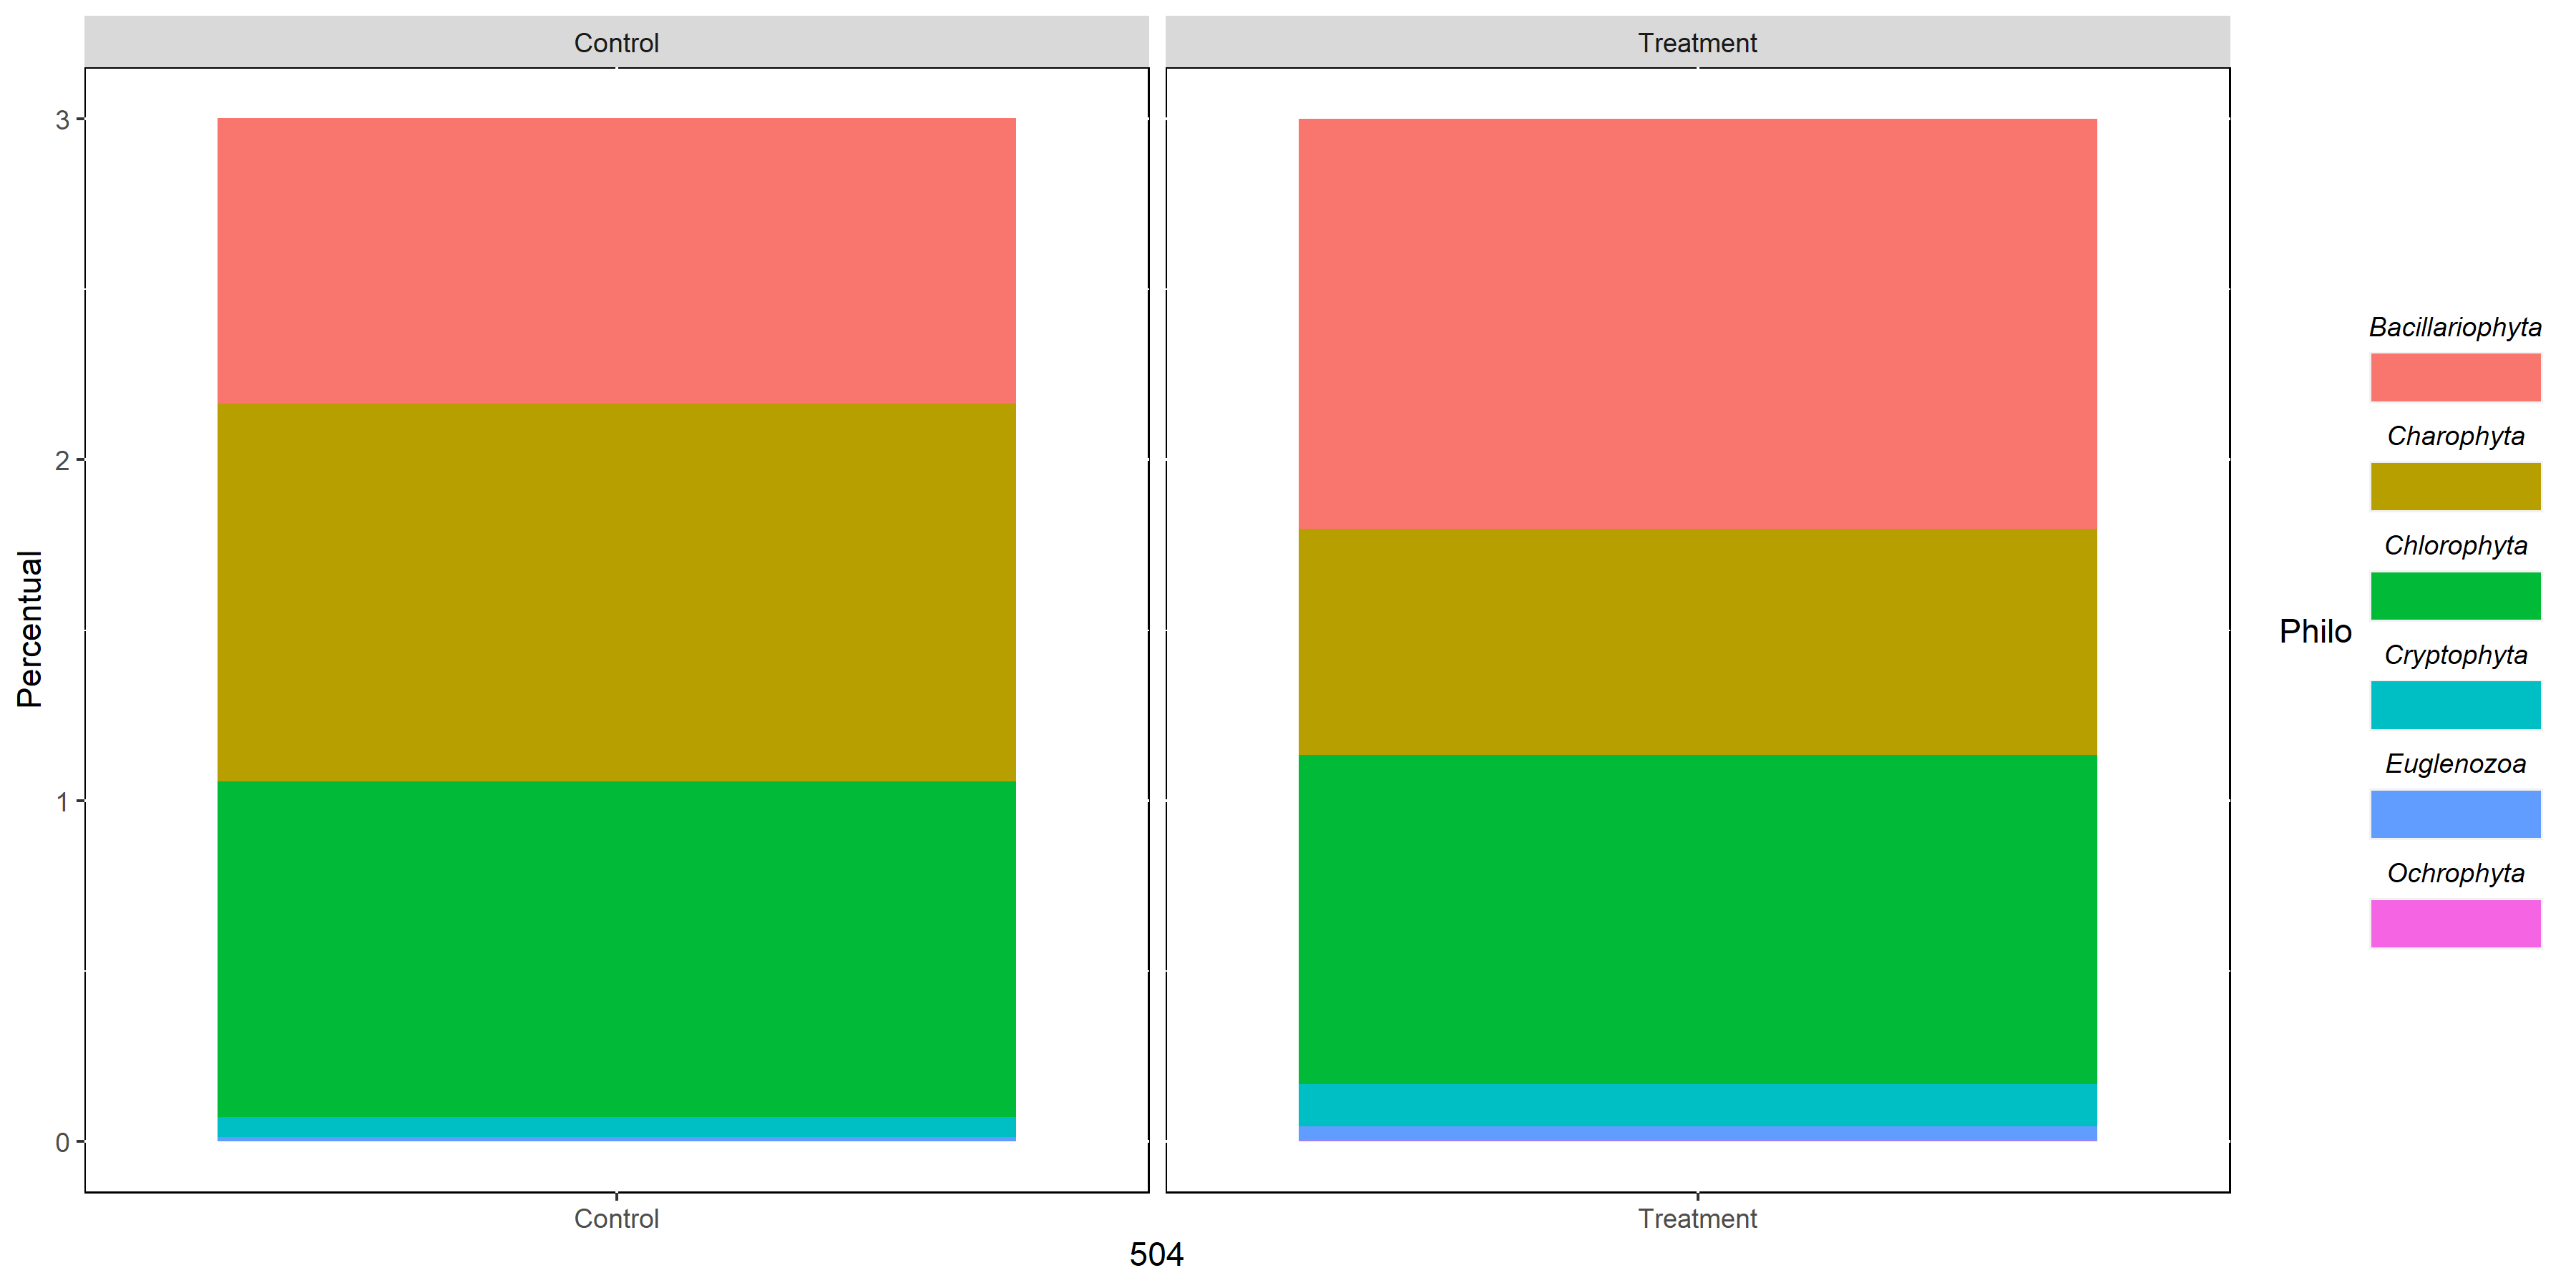 Control
Treatment
3
2
1
0
Percentual
Control
Treatment
504
Philo
Bacillariophyta
Charophyta
Chlorophyta
Cryptophyta
Euglenozoa
Ochrophyta